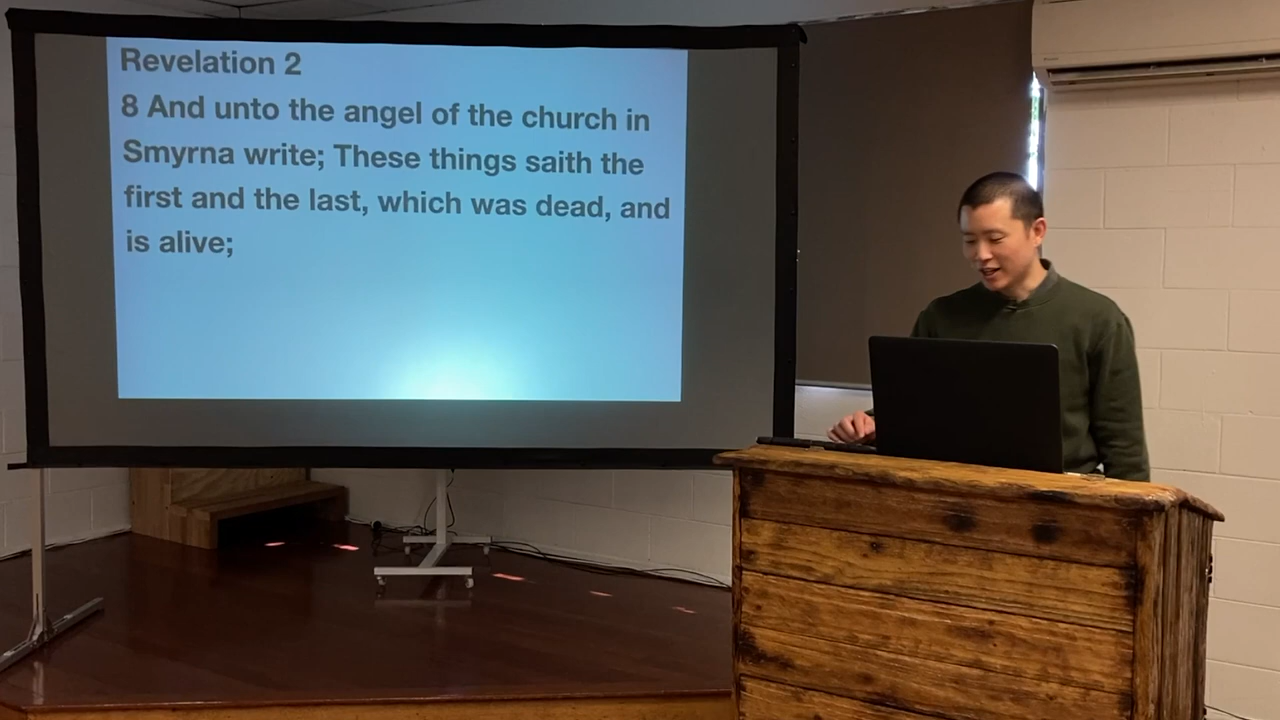 Revelation 2
8 And unto the angel of the church in
Smyrna write; These things saith the
first and the last, which was dead, and
is alive;